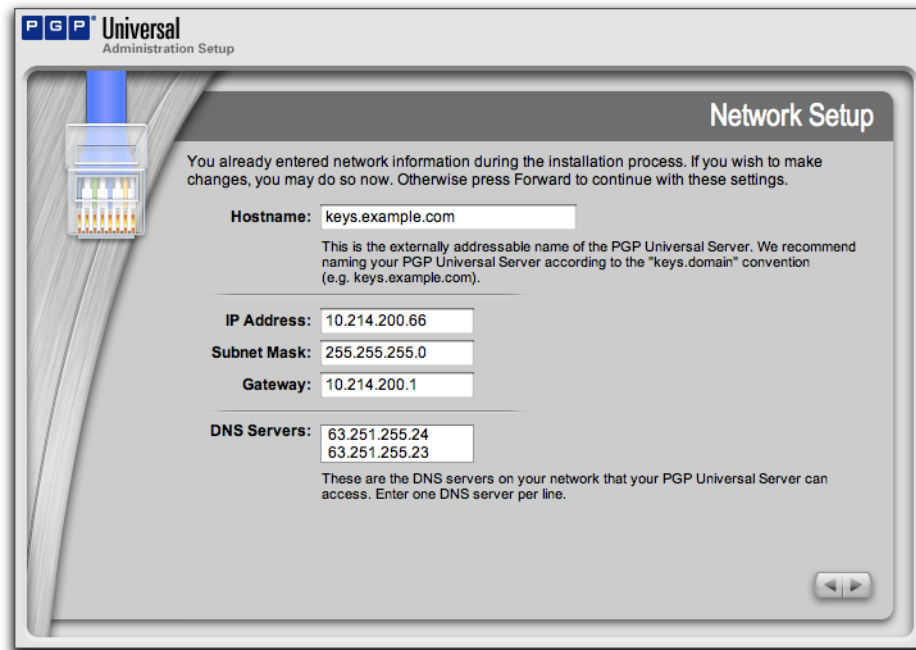 PGP® Universal
Administration Setup
Network Setup
You already entered network information during the installation process. If you wish to make
changes, you may do so now. Otherwise press Forward to continue with these settings.
Hostname: keys.example.com
This is the externally addressable name of the PGP Universal Server. We recommend
naming your PGP Universal Server according to the "keys.domain" convention
(e.g. keys.example.com).
IP Address: 10.214.200.66
Subnet Mask: 255.255.255.0
Gateway: 10.214.200.1
DNS Servers: 63.251.255.24
63.251.255.23
These are the DNS servers on your network that your PGP Universal Server can
access. Enter one DNS server per line.